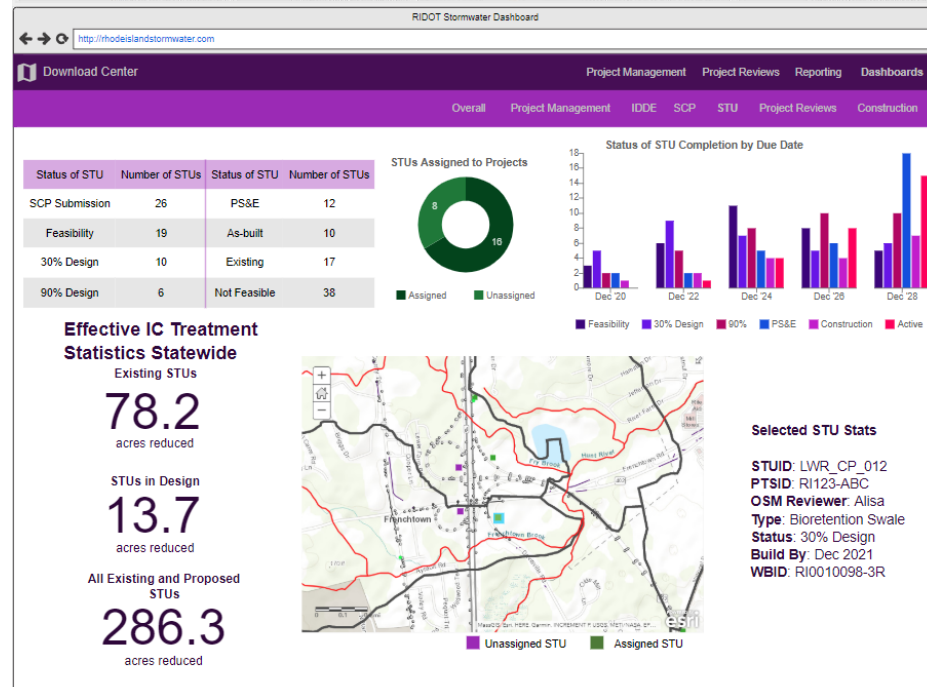 RIDOT Stormwater Dashboard
http://rhodeislandstormwater.com
Download Center
Project Management Project Reviews Reporting Dashboards
Overall Project Management IDDE SCP STU Project Reviews Construction
Status of STU Number of STUs Status of STU Number of STUs
SCP Submission 26 PS&E 12
Feasibility 19 As-built 10
30% Design 10 Existing 17
90% Design 6 Not Feasible 38
STUs Assigned to Projects
8
16
Assigned Unassigned
Status of STU Completion by Due Date
18
16
14
12
10
8
6
4
2
0
Dec '20 Dec '22 Dec '24 Dec '26 Dec '28
Feasibility 30% Design 90% PS&E Construction Active
Effective IC Treatment
Statistics Statewide
Existing STUs
78.2
acres reduced
STUs in Design
13.7
acres reduced
All Existing and Proposed
STUs
286.3
acres reduced
+
−
Fry Brook
Hunt River
Frenchtown Rd
Frenchtown
Frenchtown Brook
esri
Unassigned STU Assigned STU
Selected STU Stats
STUID: LWR_CP_012
PTSID: RI123-ABC
OSM Reviewer: Alisa
Type: Bioretention Swale
Status: 30% Design
Build By: Dec 2021
WBID: RI0010098-3R